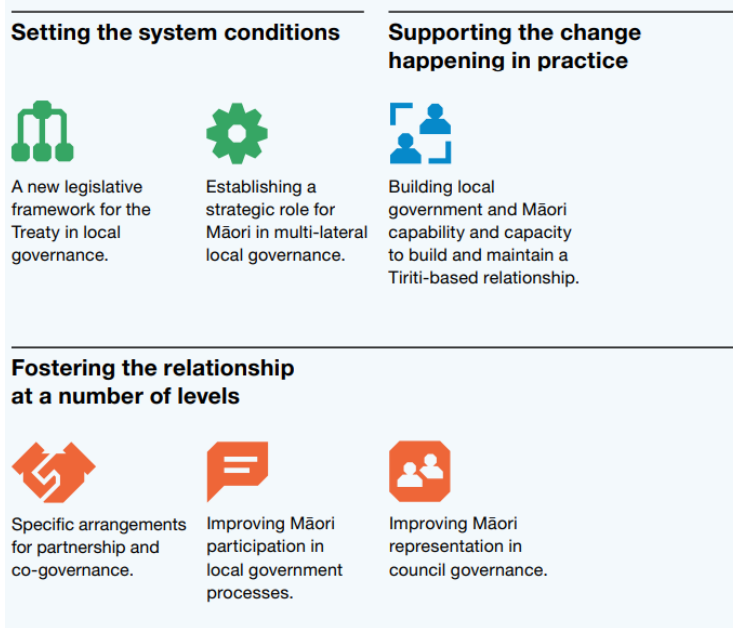 Setting the system conditions
A new legislative
framework for the
Treaty in local
governance.
Establishing a
strategic role for
Māori in multi-lateral
local governance.
Supporting the change
happening in practice
Building local
government and Māori
capability and capacity
to build and maintain a
Tiriti-based relationship.
Fostering the relationship
at a number of levels
Specific arrangements
for partnership and
co-governance.
Improving Māori
participation in
local government
processes.
Improving Māori
representation in
council governance.